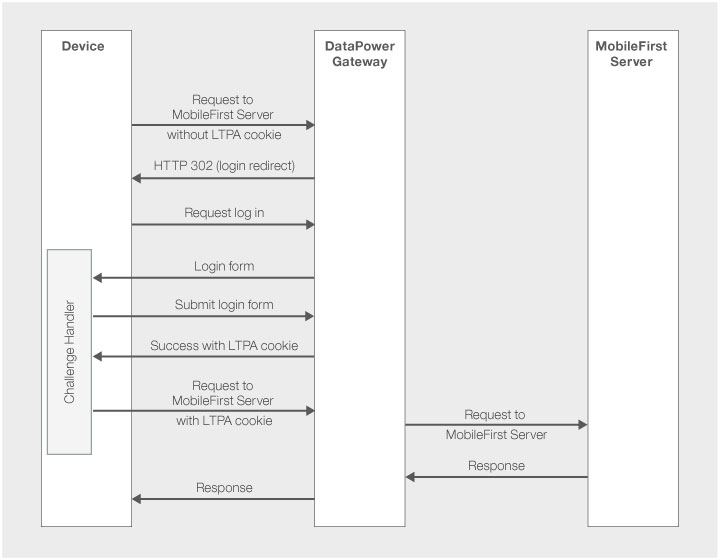 Device
DataPower
Gateway
MobileFirst
Server
Request to
MobileFirst Server
without LTPA cookie
HTTP 302 (login redirect)
Request log in
Login form
Challenge Handler
Submit login form
Success with LTPA cookie
Request to
MobileFirst Server
with LTPA cookie
Request to
MobileFirst Server
Response
Response